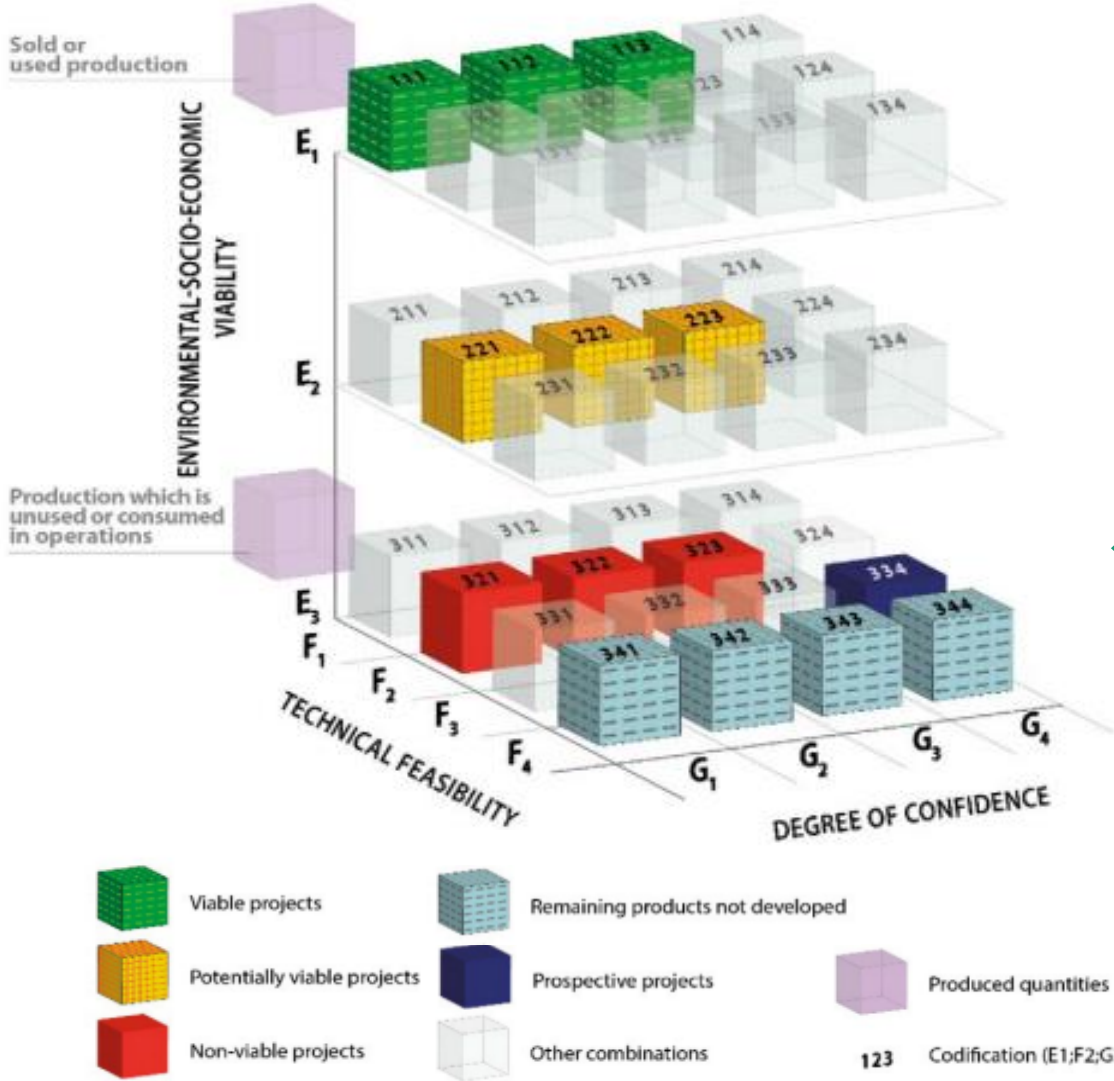 Sold or
used production
ENVIRONMENTAL-SOCIO-ECONOMIC
VIABILITY
E1
111 112 113 114
123 124
131 132 133 134
E2
211 212 213 214
221 222 223 224
231 232 233 234
Production which is
unused or consumed
in operations
E3
311 312 313 314
321 322 323 324
331 332 333 334
341 342 343 344
F1
F2
F3
F4
TECHNICAL FEASIBILITY
G1
G2
G3
G4
DEGREE OF CONFIDENCE
Viable projects
Potentially viable projects
Non-viable projects
Remaining products not developed
Prospective projects
Other combinations
Produced quantities
123 Codification (E1;F2;G